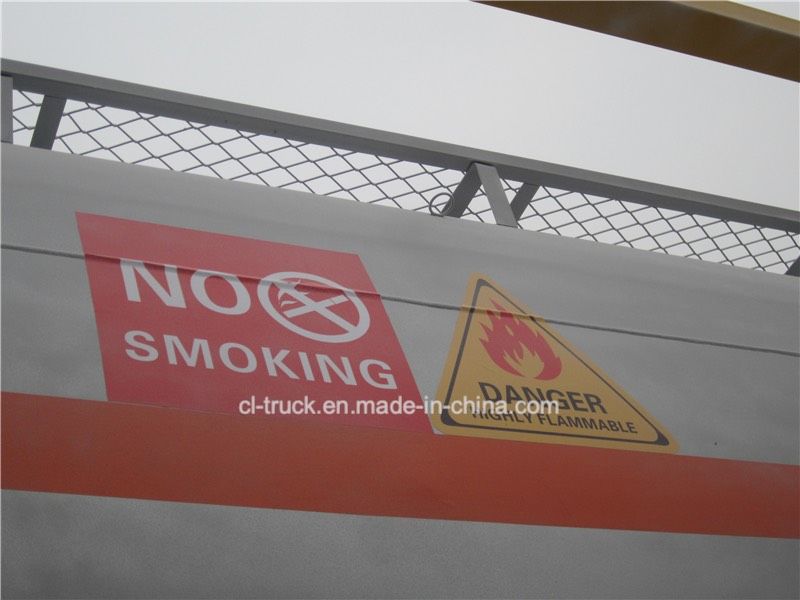 NO
SMOKING
DANGER
HIGHLY FLAMMABLE
cl-truck.en.made-in-china.com